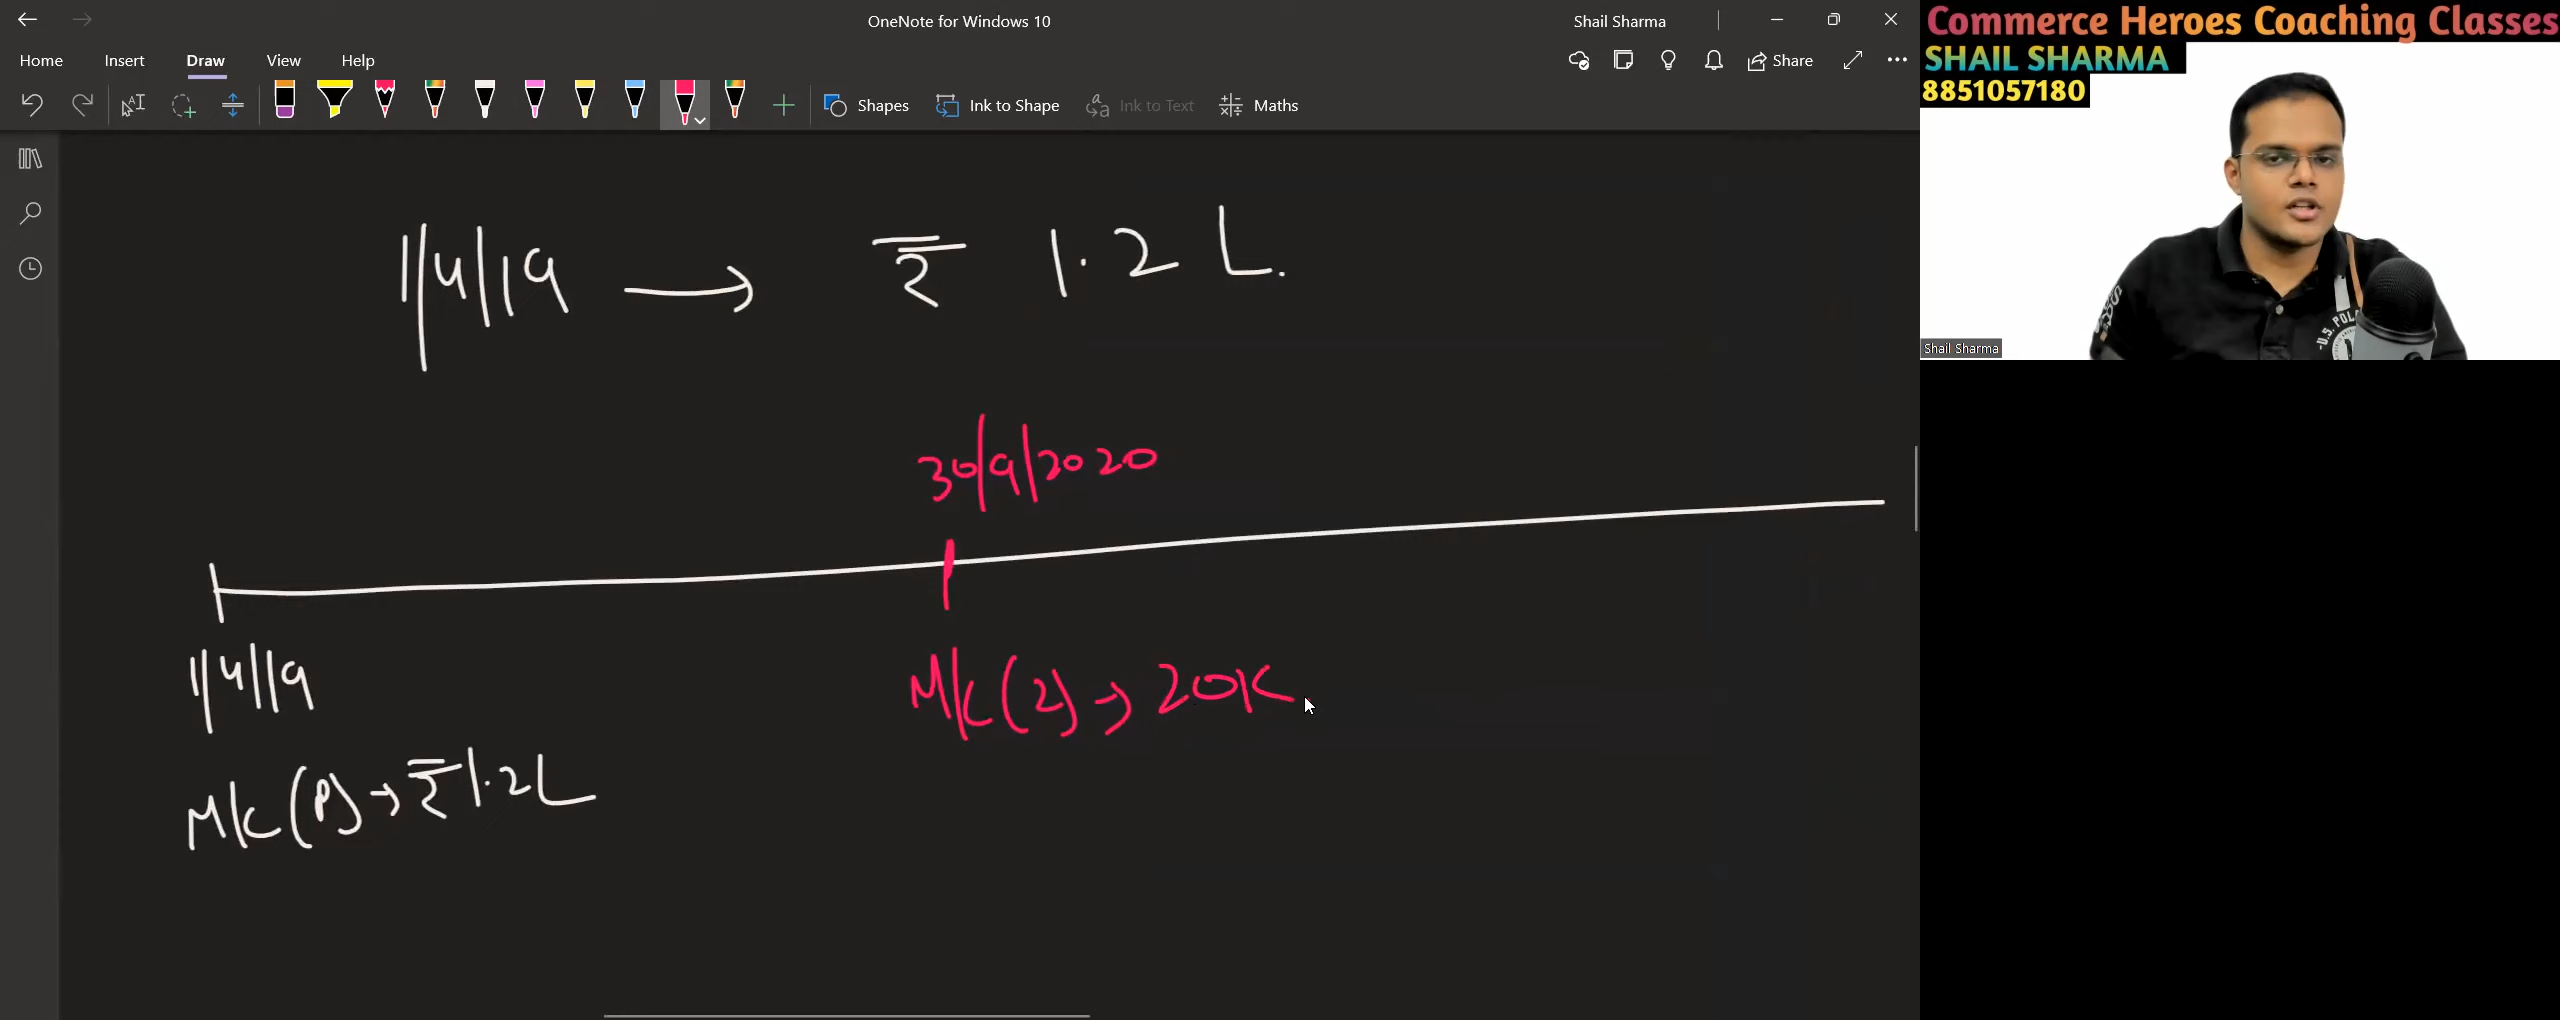 OneNote for Windows 10
Shail Sharma
Home Insert Draw View Help
Share
Shapes Ink to Shape Ink to Text Maths
Commerce Heroes Coaching Classes
SHAIL SHARMA
8851057180
Shail Sharma
1/4/19 → ₹ 1.2 L.
30/9/2020
1/4/19
M/c (2) → 20K
M/c (P) → ₹ 1.2L